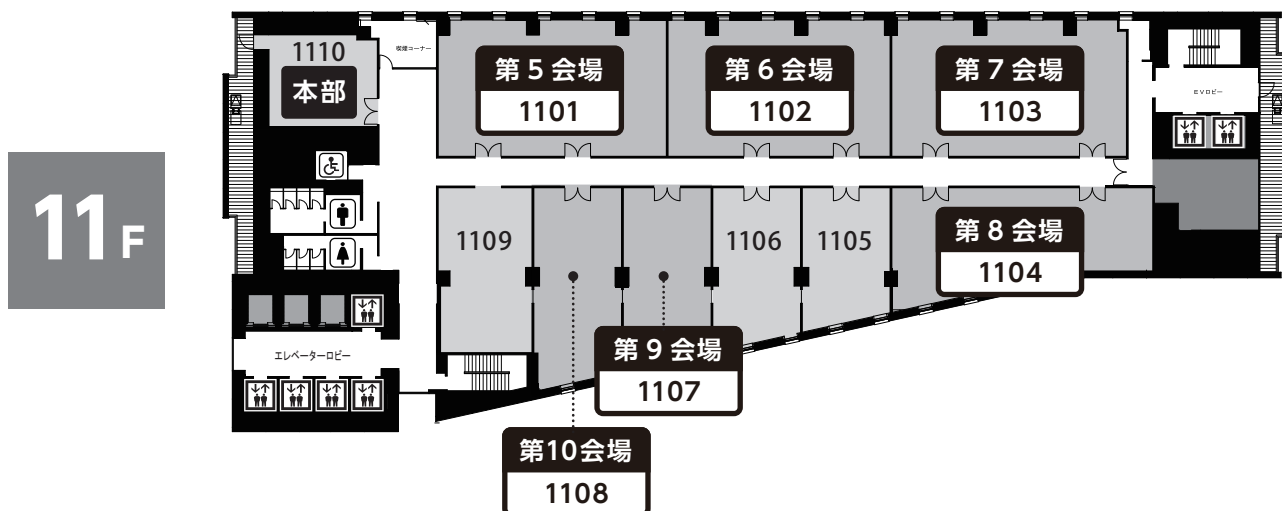 11F
1110
本部
喫煙コーナー
第5会場
1101
第6会場
1102
第7会場
1103
EVロビー
1109
1106
1105
第8会場
1104
エレベーターロビー
第9会場
1107
第10会場
1108